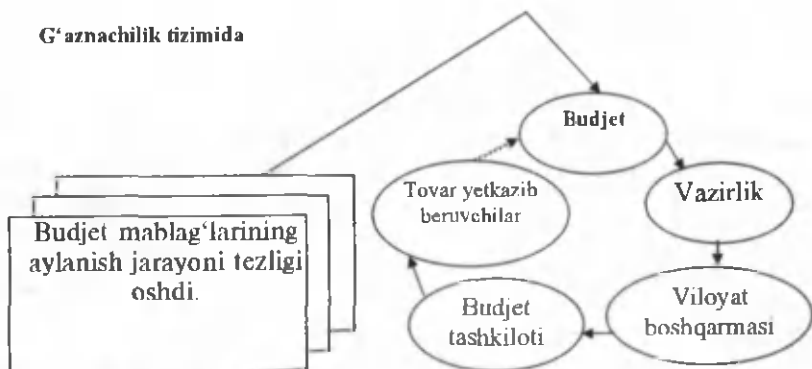 G‘aznachilik tizimida
Budjet
Tovar yetkazib
beruvchilar
Vazirlik
Budjet mablag‘larining
aylanish jarayoni tezligi
oshdi.
Budjet
tashkiloti
Viloyat
boshqarmasi